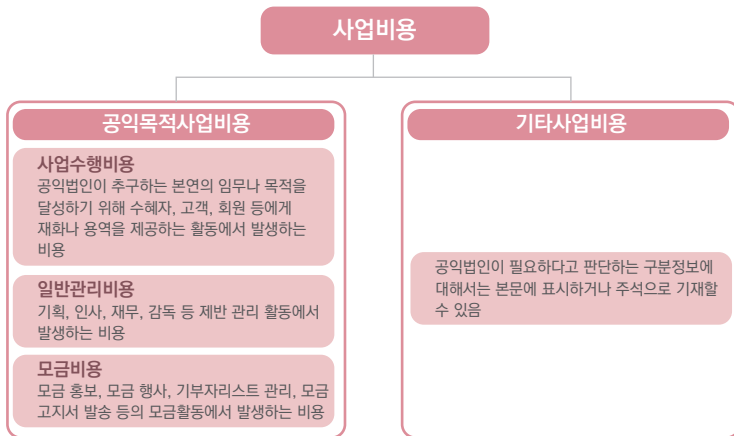 사업비용
공익목적사업비용
사업수행비용
공익법인이 추구하는 본연의 임무나 목적을
달성하기 위해 수혜자, 고객, 회원 등에게
재화나 용역을 제공하는 활동에서 발생하는
비용
일반관리비용
기획, 인사, 재무, 감독 등 제반 관리 활동에서
발생하는 비용
모금비용
모금 홍보, 모금 행사, 기부자리스트 관리, 모금
고지서 발송 등의 모금활동에서 발생하는 비용
기타사업비용
공익법인이 필요하다고 판단하는 구분정보에
대해서는 본문에 표시하거나 주석으로 기재할
수 있음